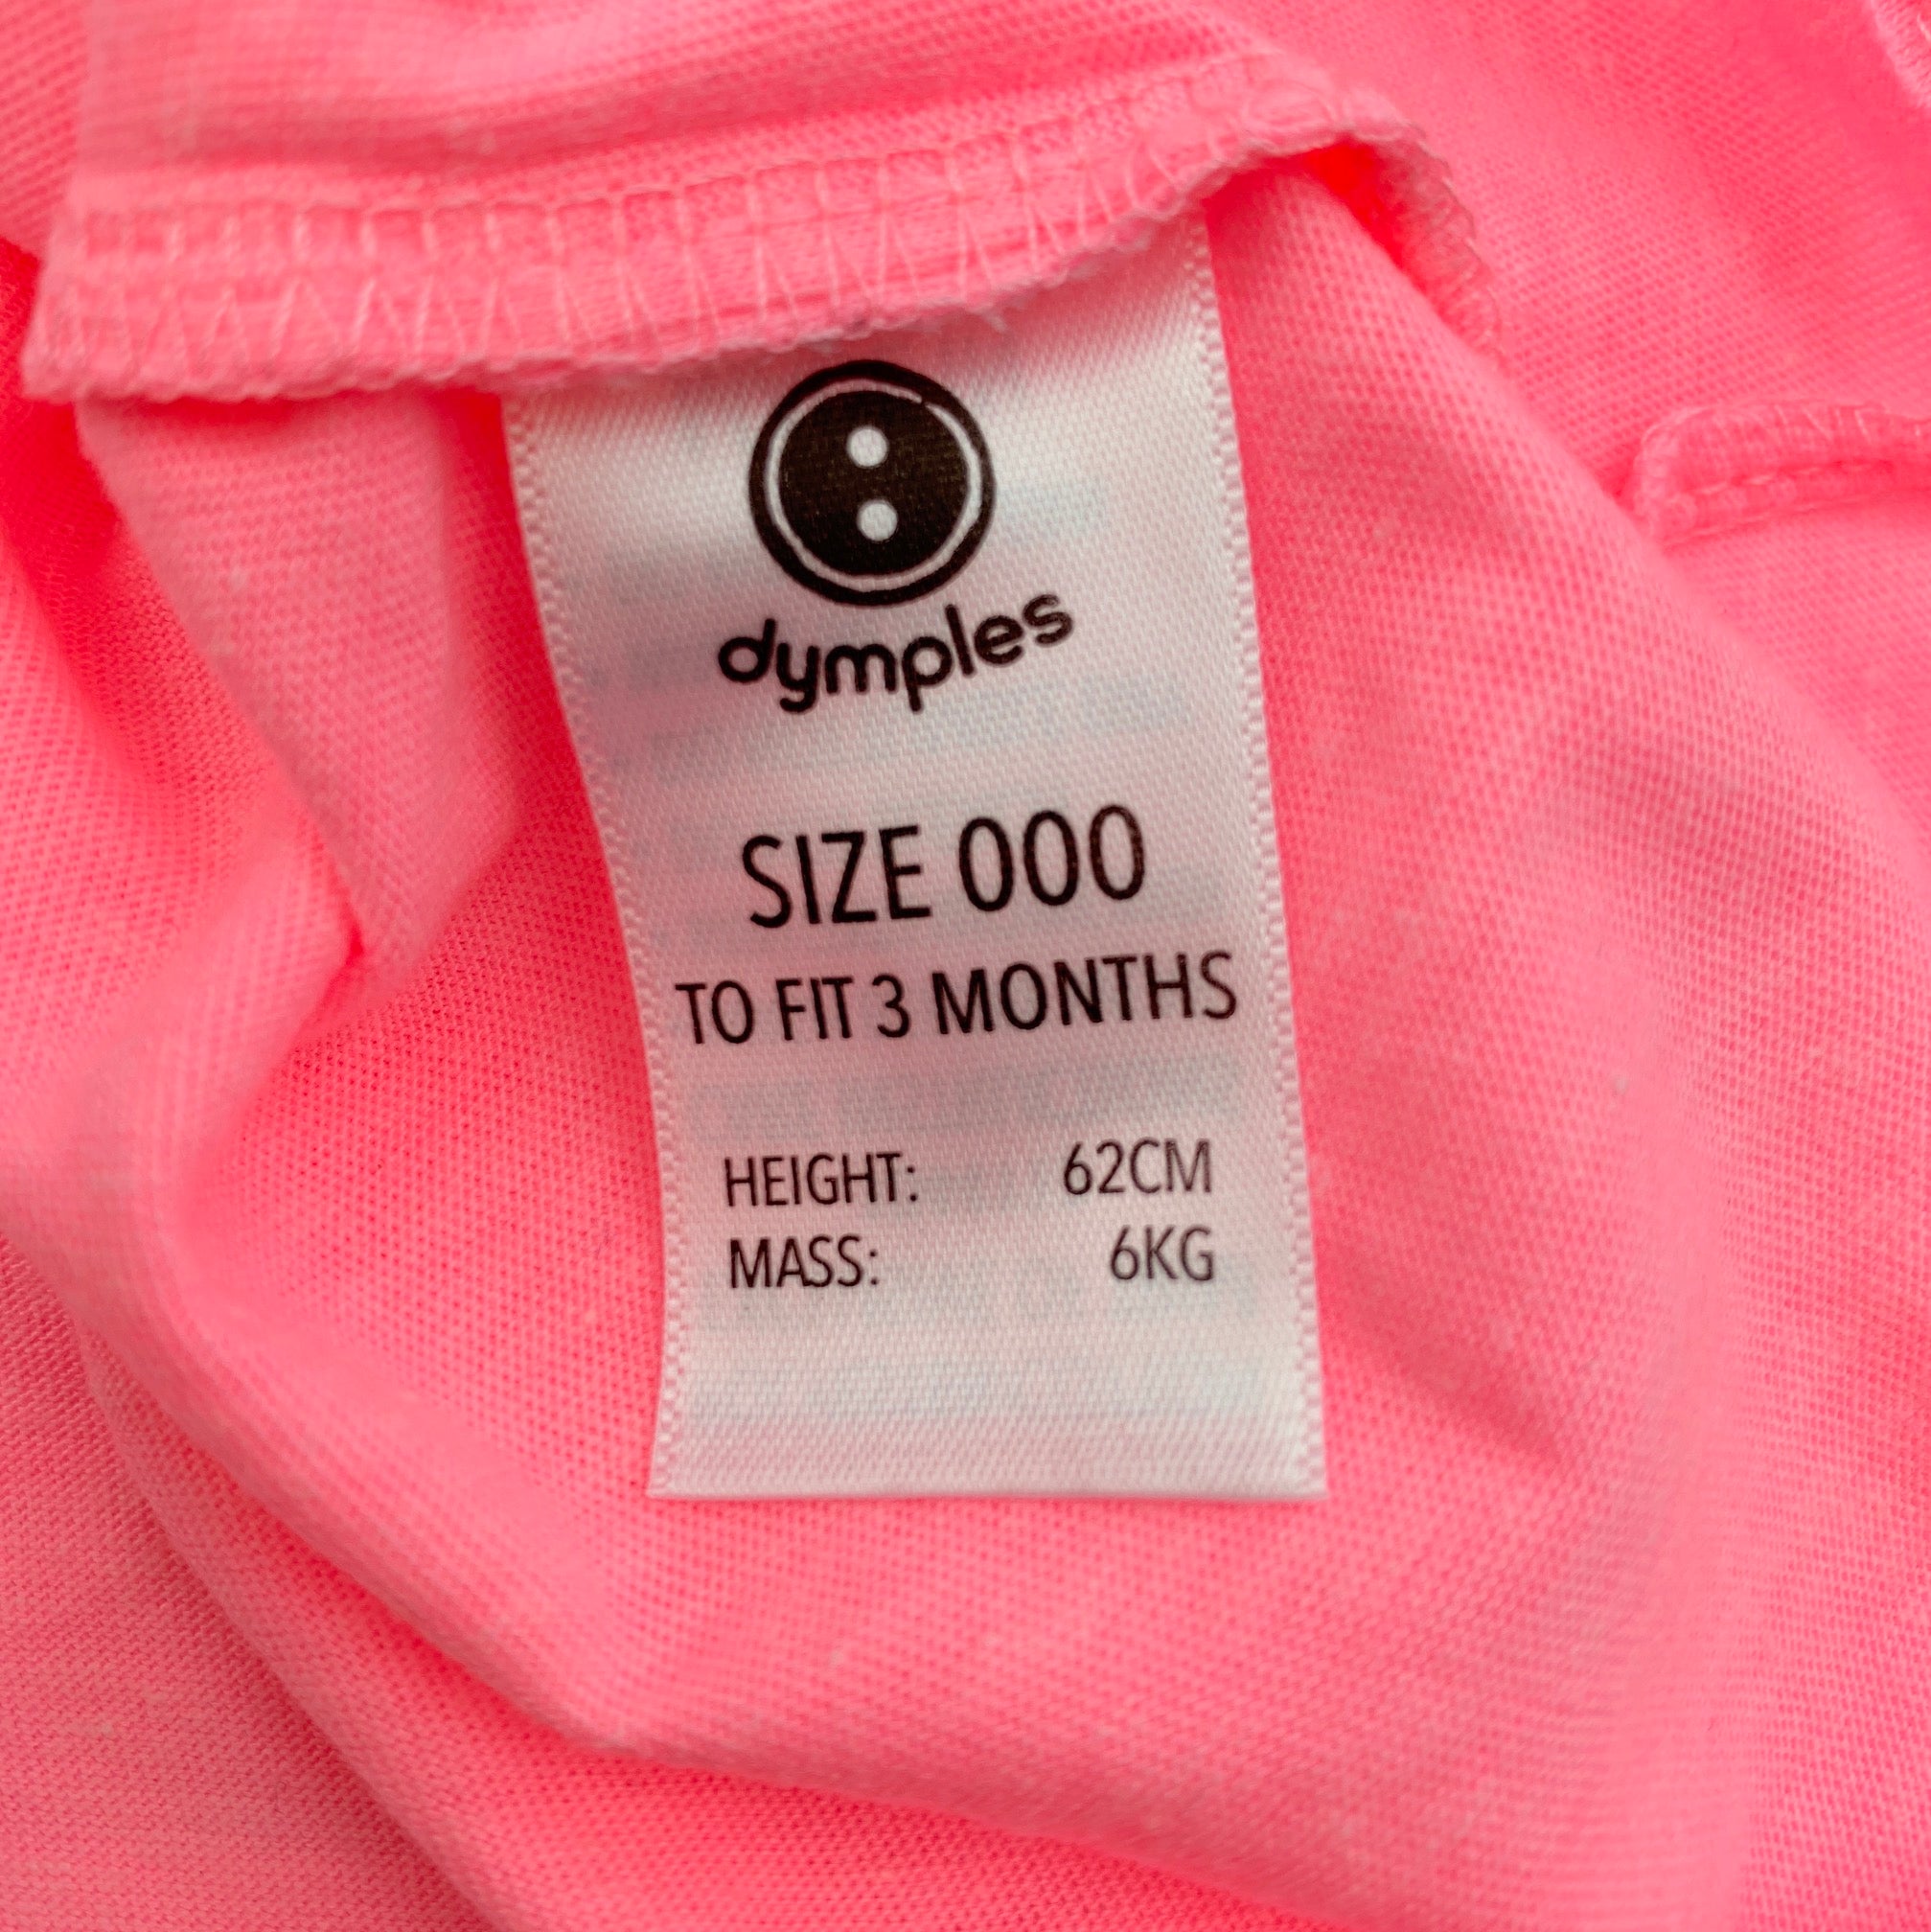 dymples
SIZE 000
TO FIT 3 MONTHS
HEIGHT: 62CM
MASS: 6KG